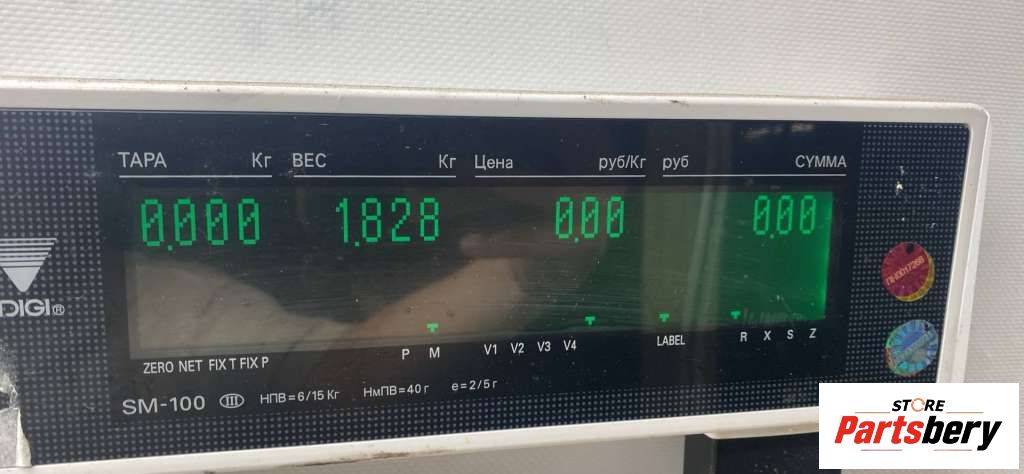 ТАРА Кг ВЕС Кг Цена руб/Кг руб СУММА
0.000 1.828 0.00 0.00
DIGI®
P M V1 V2 V3 V4 LABEL R X S Z
ZERO NET FIX T FIX P
SM-100 III НПВ=6/15 Кг НмПВ=40 г е=2/5 г
STORE
Partsbery